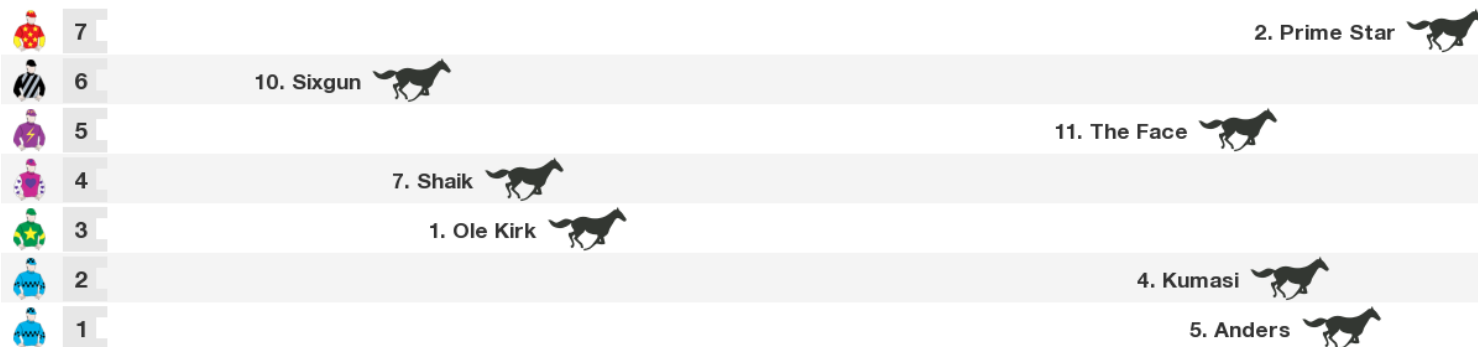 7 2. Prime Star
6 10. Sixgun
5 11. The Face
4 7. Shaik
3 1. Ole Kirk
2 4. Kumasi
1 5. Anders